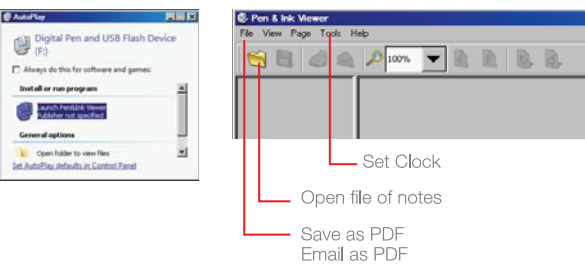 AutoPlay
Digital Pen and USB Flash Device
(F:)
Always do this for software and games:
Install or run program
Launch Pen&Ink Viewer
Publisher not specified
General options
Open folder to view files
Set AutoPlay defaults in Control Panel
Pen & Ink Viewer
File View Page Tools Help
100%
Set Clock
Open file of notes
Save as PDF
Email as PDF